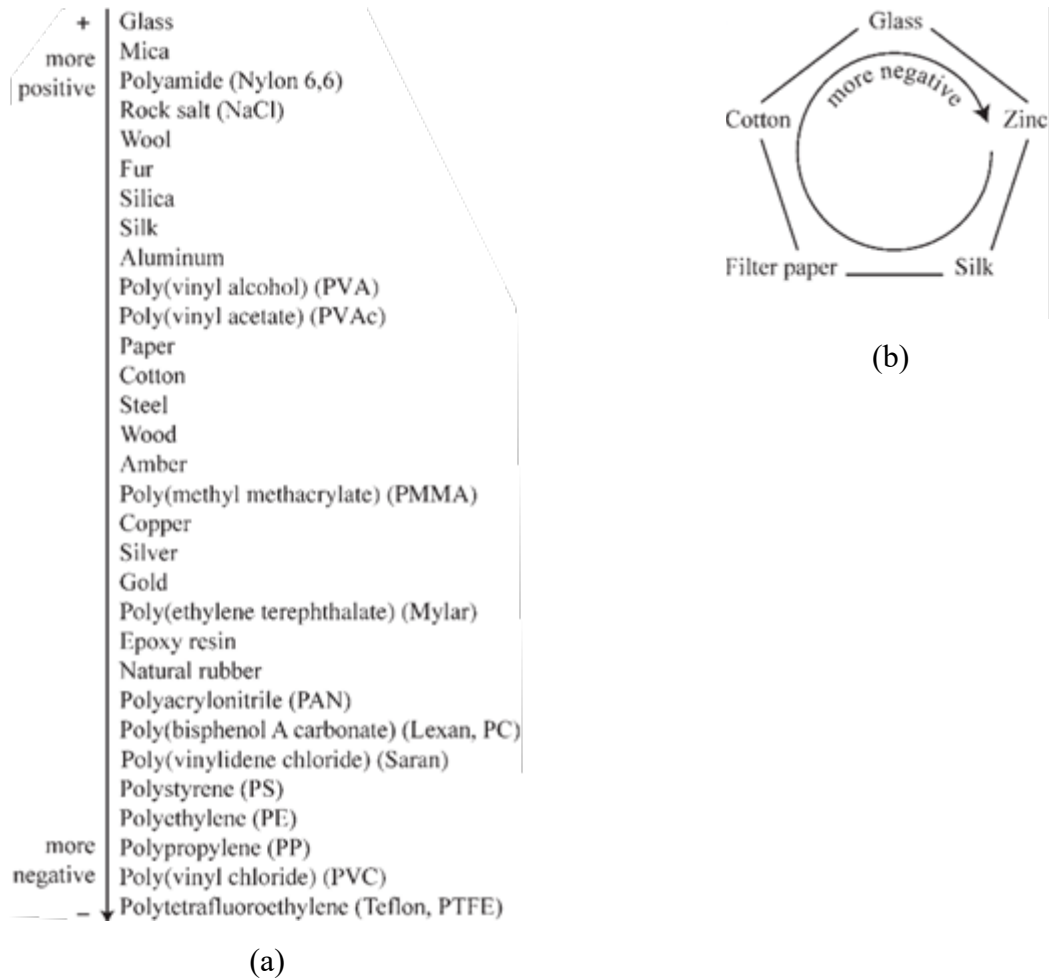 +
more
positive
Glass
Mica
Polyamide (Nylon 6,6)
Rock salt (NaCl)
Wool
Fur
Silica
Silk
Aluminum
Poly(vinyl alcohol) (PVA)
Poly(vinyl acetate) (PVAc)
Paper
Cotton
Steel
Wood
Amber
Poly(methyl methacrylate) (PMMA)
Copper
Silver
Gold
Poly(ethylene terephthalate) (Mylar)
Epoxy resin
Natural rubber
Polyacrylonitrile (PAN)
Poly(bisphenol A carbonate) (Lexan, PC)
Poly(vinylidene chloride) (Saran)
Polystyrene (PS)
Polyethylene (PE)
Polypropylene (PP)
Poly(vinyl chloride) (PVC)
Polytetrafluoroethylene (Teflon, PTFE)
more
negative
–
(a)
Glass
more negative
Cotton
Zinc
Filter paper
Silk
(b)